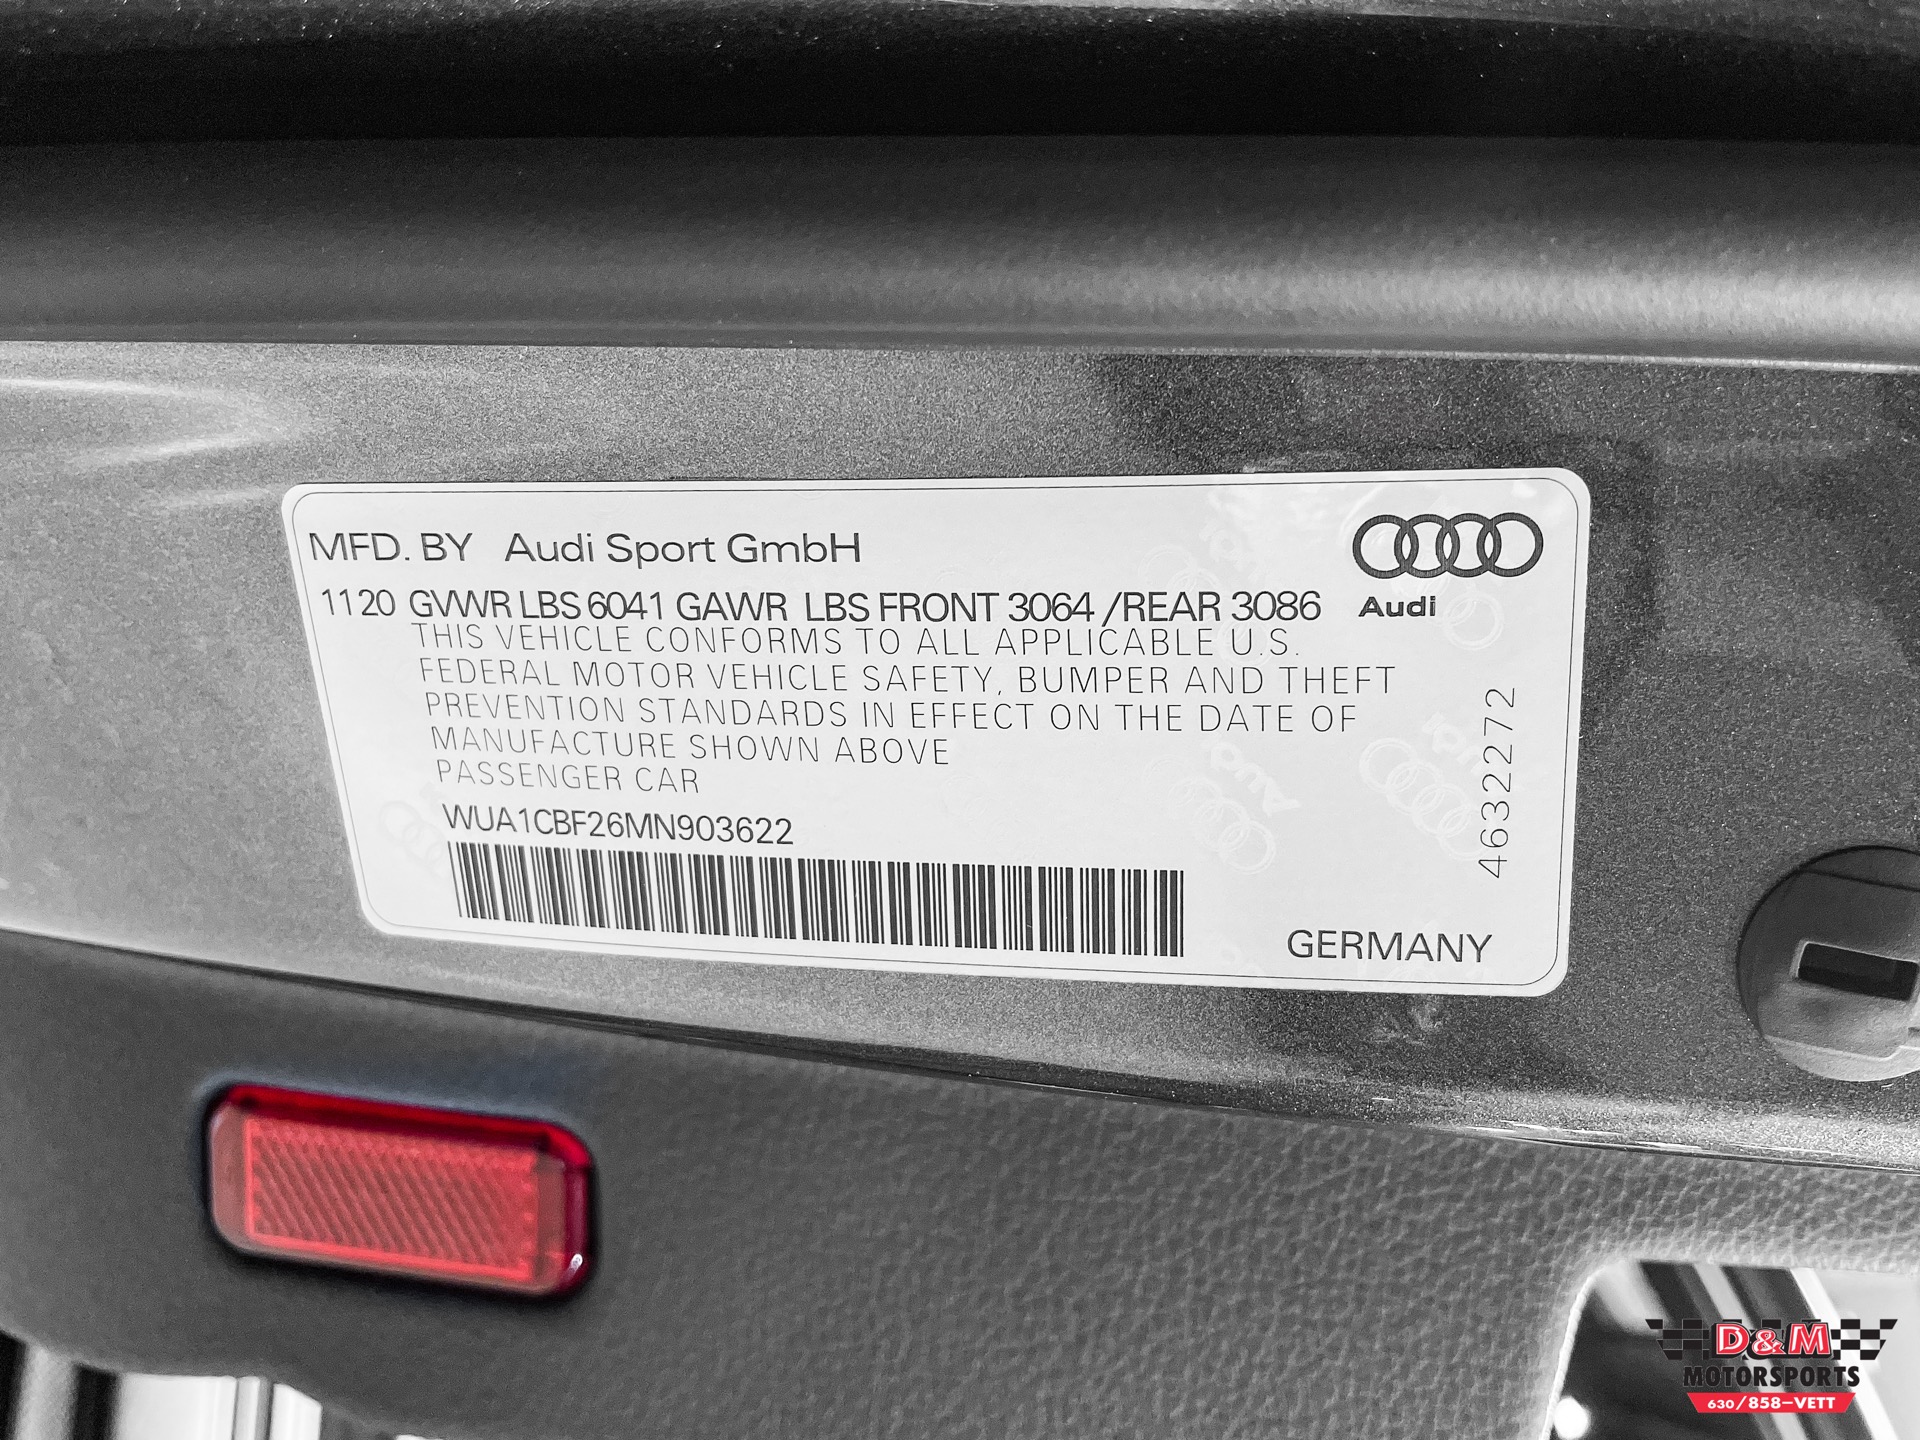 MFD. BY Audi Sport GmbH
1120 GVWR LBS 6041 GAWR LBS FRONT 3064 /REAR 3086
Audi
THIS VEHICLE CONFORMS TO ALL APPLICABLE U.S.
FEDERAL MOTOR VEHICLE SAFETY, BUMPER AND THEFT
PREVENTION STANDARDS IN EFFECT ON THE DATE OF
MANUFACTURE SHOWN ABOVE
PASSENGER CAR
WUA1CBF26MN903622
4632272
GERMANY
D&M
MOTORSPORTS
630/858-VETT